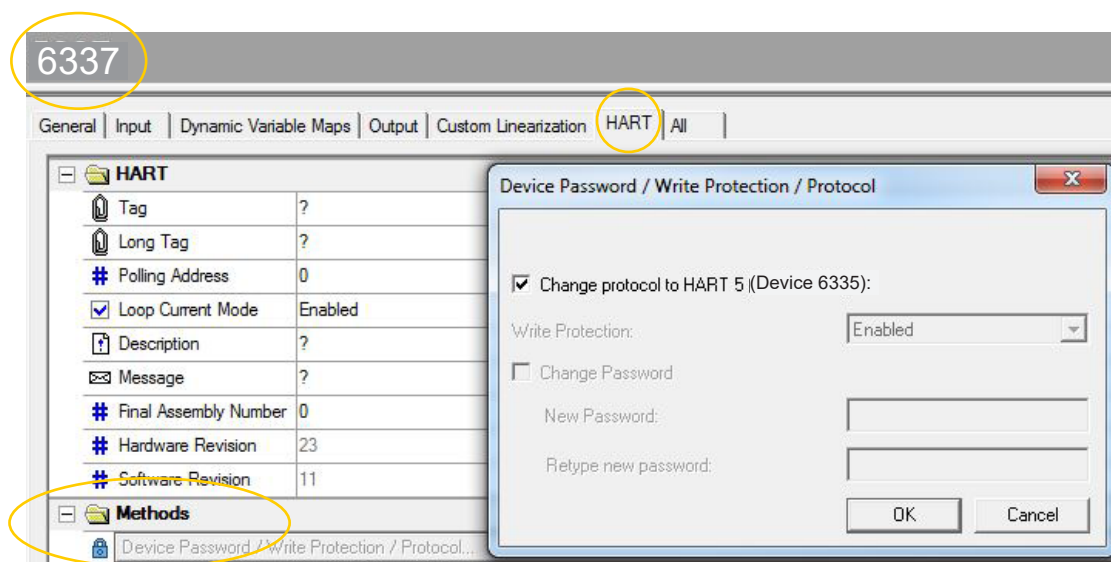 6337
General Input Dynamic Variable Maps Output Custom Linearization HART All
HART
Tag ?
Long Tag ?
Polling Address 0
Loop Current Mode Enabled
Description ?
Message ?
Final Assembly Number 0
Hardware Revision 23
Software Revision 11
Methods
Device Password / Write Protection / Protocol...
Device Password / Write Protection / Protocol
Change protocol to HART 5 (Device 6335):
Write Protection: Enabled
Change Password
New Password:
Retype new password:
OK Cancel